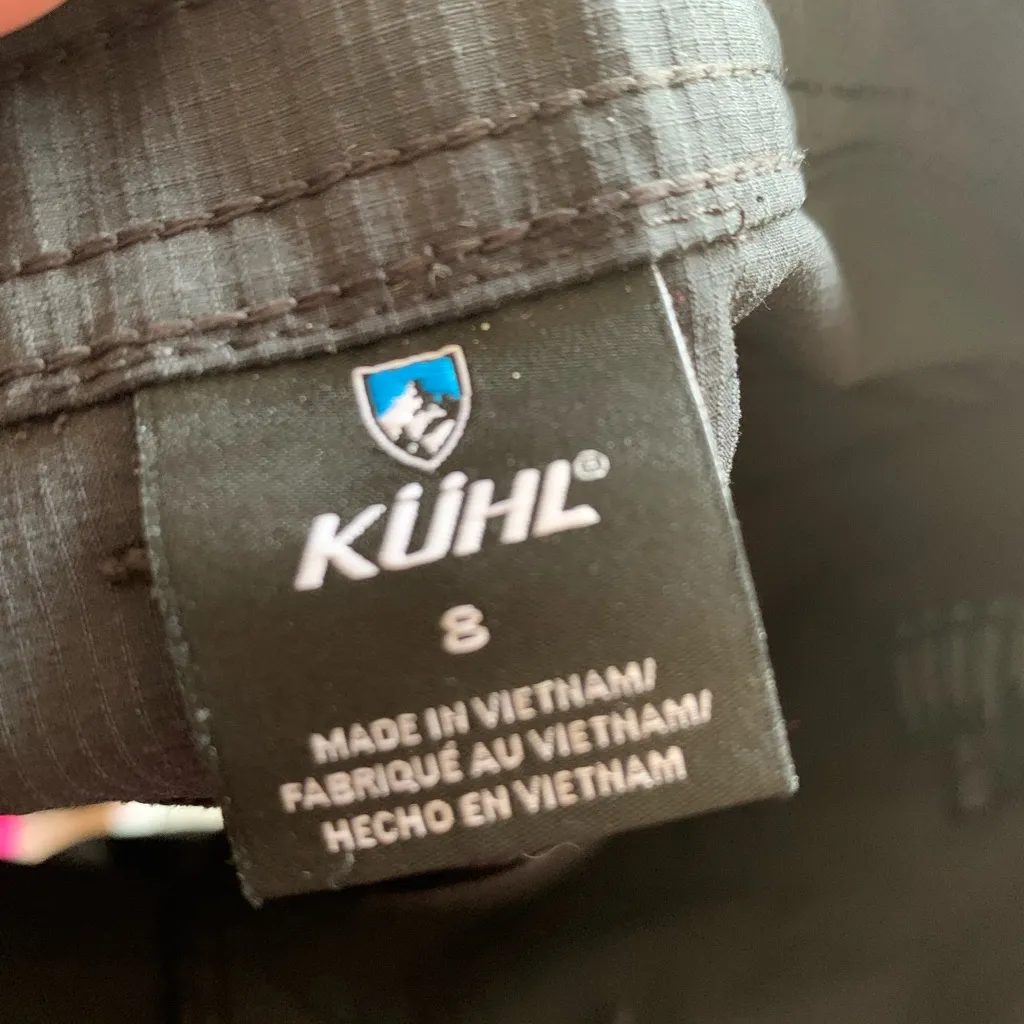 KÜHL®
8
MADE IN VIETNAM/
FABRIQUÉ AU VIETNAM/
HECHO EN VIETNAM